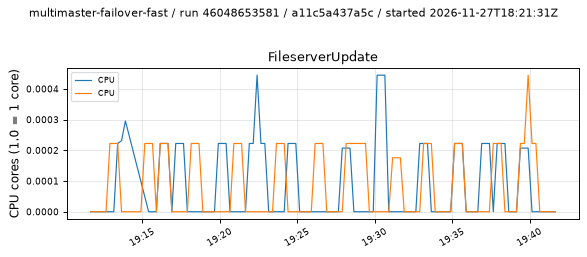 multimaster-failover-fast / run 46048653581 / a11c5a437a5c / started 2026-11-27T18:21:31Z
FileserverUpdate
CPU cores (1.0 = 1 core)
0.0004
0.0003
0.0002
0.0001
0.0000
CPU
CPU
19:15
19:20
19:25
19:30
19:35
19:40